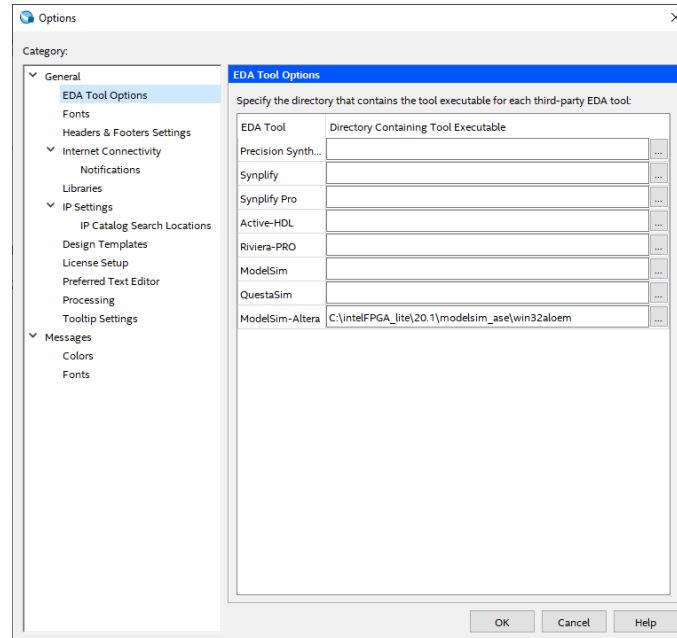 Options
Category:
General
EDA Tool Options
Fonts
Headers & Footers Settings
Internet Connectivity
Notifications
Libraries
IP Settings
IP Catalog Search Locations
Design Templates
License Setup
Preferred Text Editor
Processing
Tooltip Settings
Messages
Colors
Fonts
EDA Tool Options
Specify the directory that contains the tool executable for each third-party EDA tool:
EDA Tool Directory Containing Tool Executable
Precision Synth... ...
Synplify ...
Synplify Pro ...
Active-HDL ...
Riviera-PRO ...
ModelSim ...
QuestaSim ...
ModelSim-Altera C:\intelFPGA_lite\20.1\modelsim_ase\win32aloem ...
OK Cancel Help